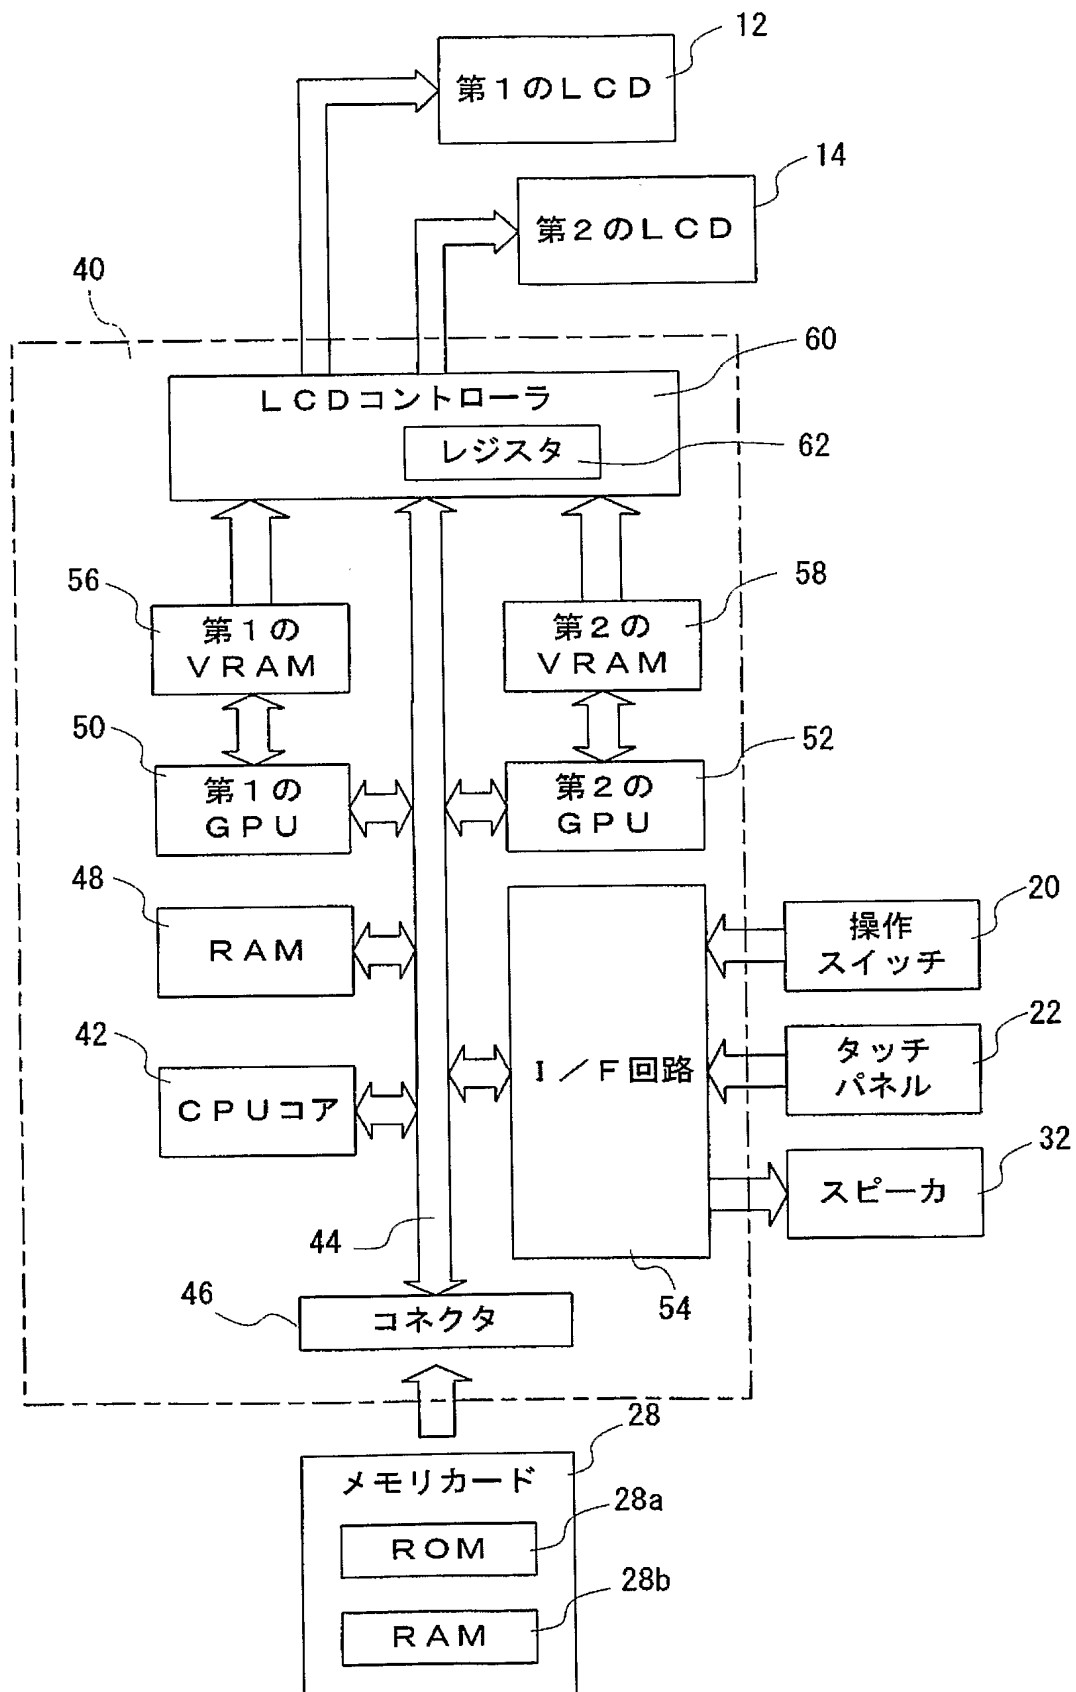 12
第1のLCD
14
第2のLCD
40
60
LCDコントローラ
レジスタ
62
56
58
第1の
VRAM
第2の
VRAM
50
52
第1の
GPU
第2の
GPU
48
20
RAM
操作
スイッチ
42
22
I/F回路
タッチ
パネル
CPUコア
32
スピーカ
44
46
54
コネクタ
28
メモリカード
28a
ROM
28b
RAM